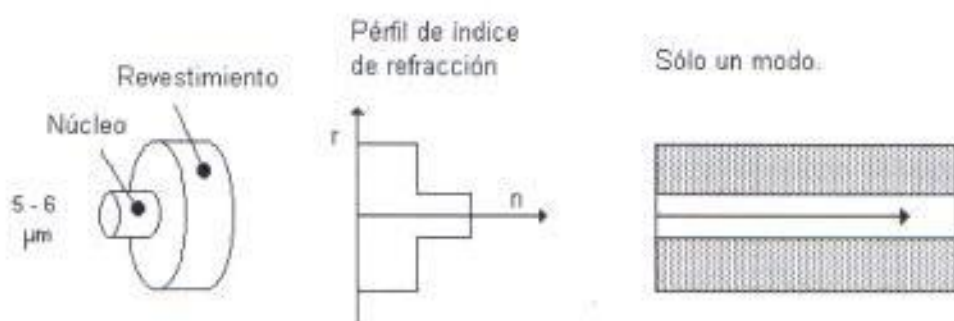 Pérfil de índice
de refracción
Sólo un modo.
Revestimiento
Núcleo
r
n
5 - 6
µm